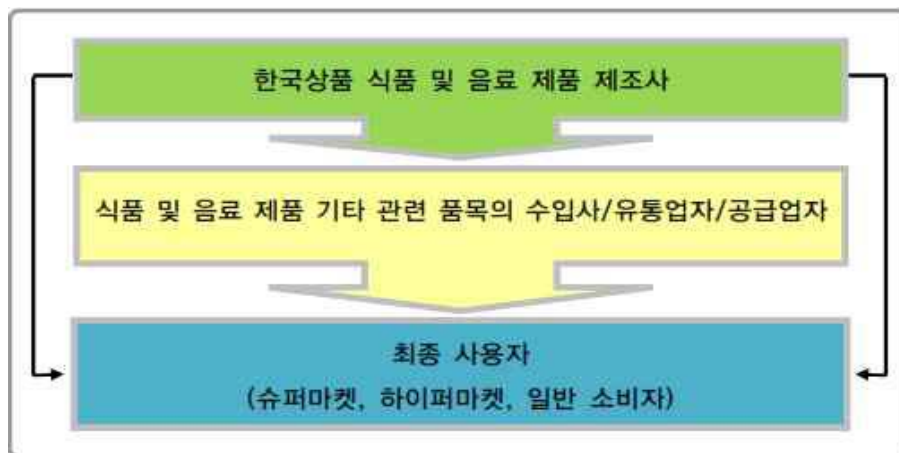 한국상품 식품 및 음료 제품 제조사
식품 및 음료 제품 기타 관련 품목의 수입사/유통업자/공급업자
최종 사용자
(슈퍼마켓, 하이퍼마켓, 일반 소비자)